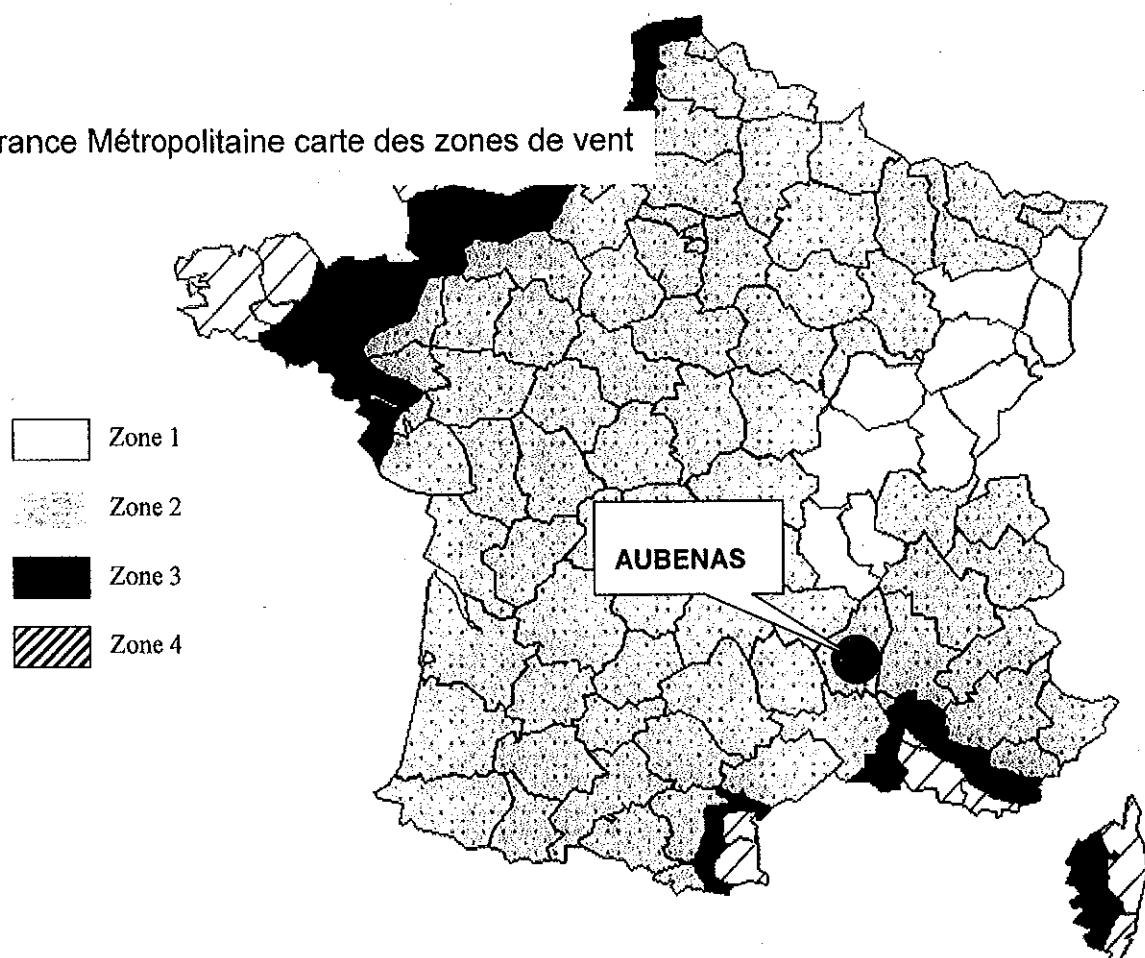 rance Métropolitaine carte des zones de vent
Zone 1
Zone 2
Zone 3
Zone 4
AUBENAS